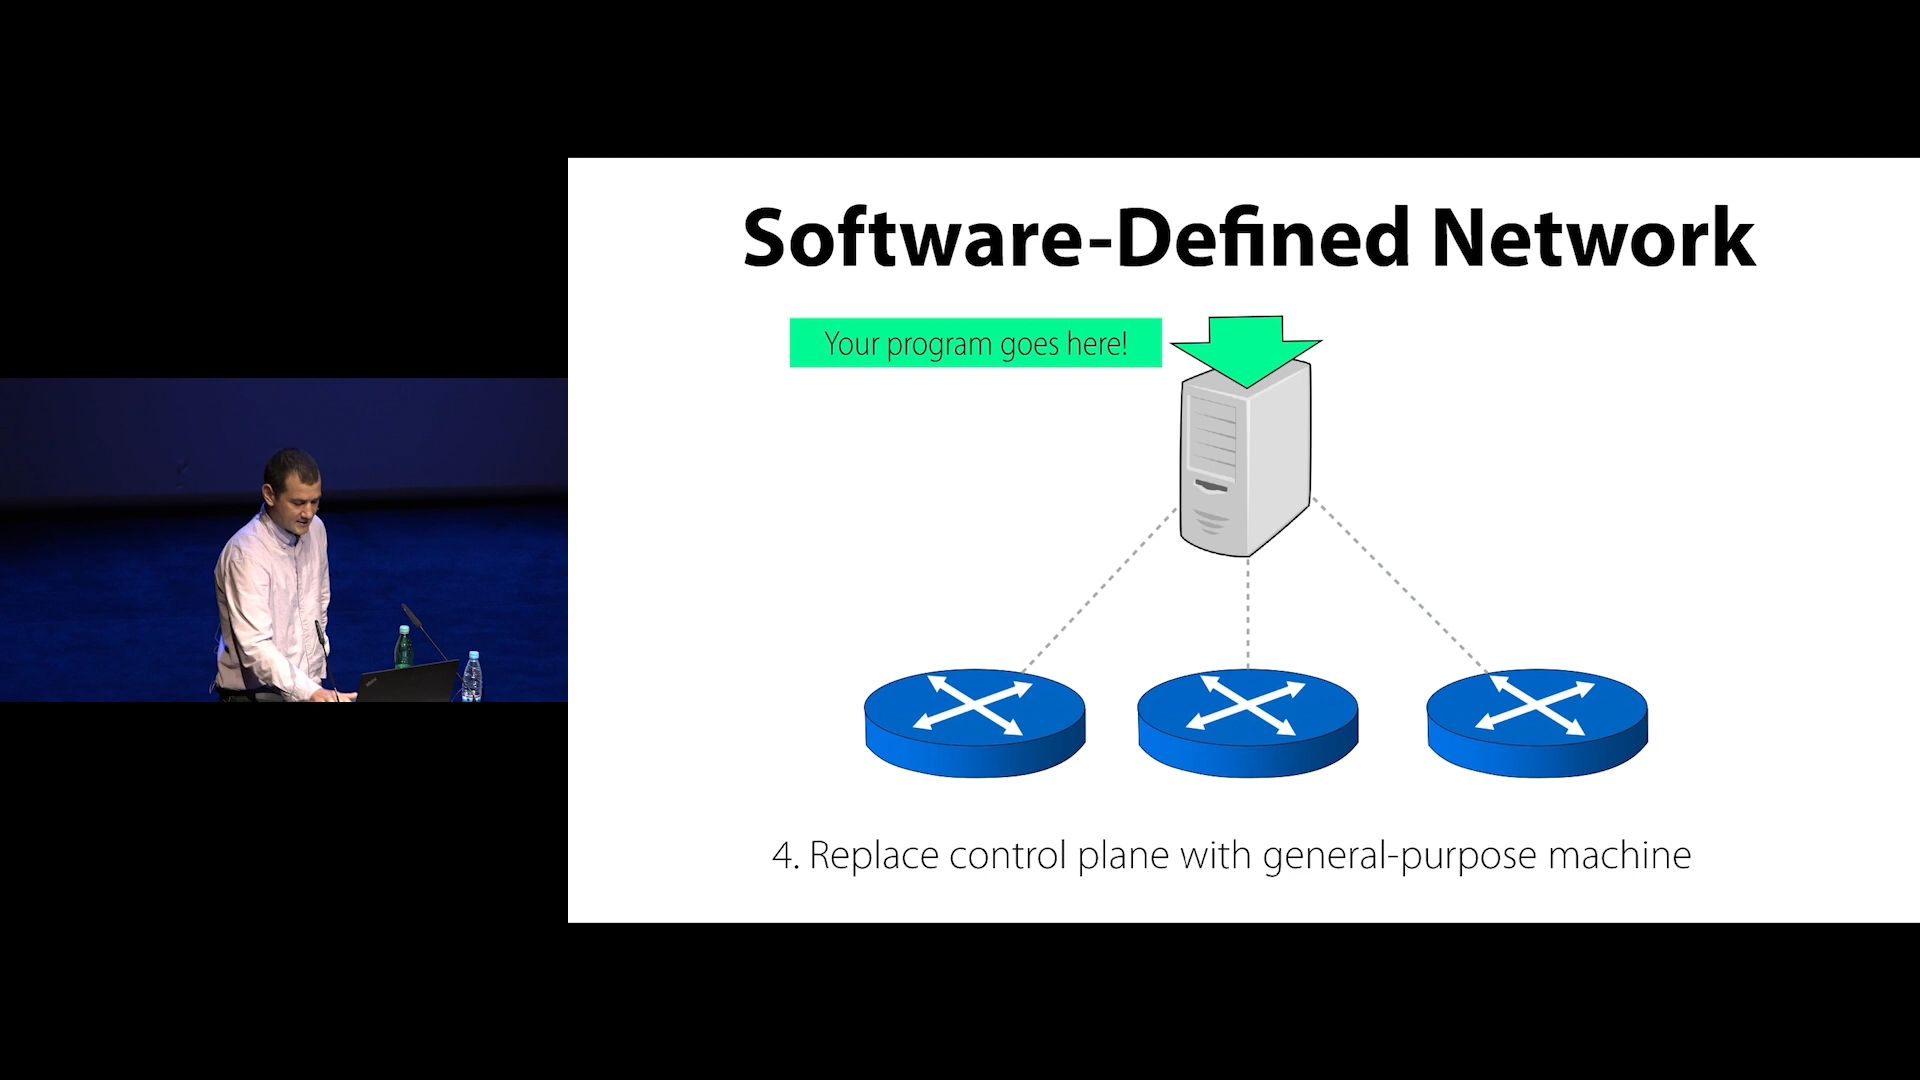 Software-Defined Network
Your program goes here!
4. Replace control plane with general-purpose machine